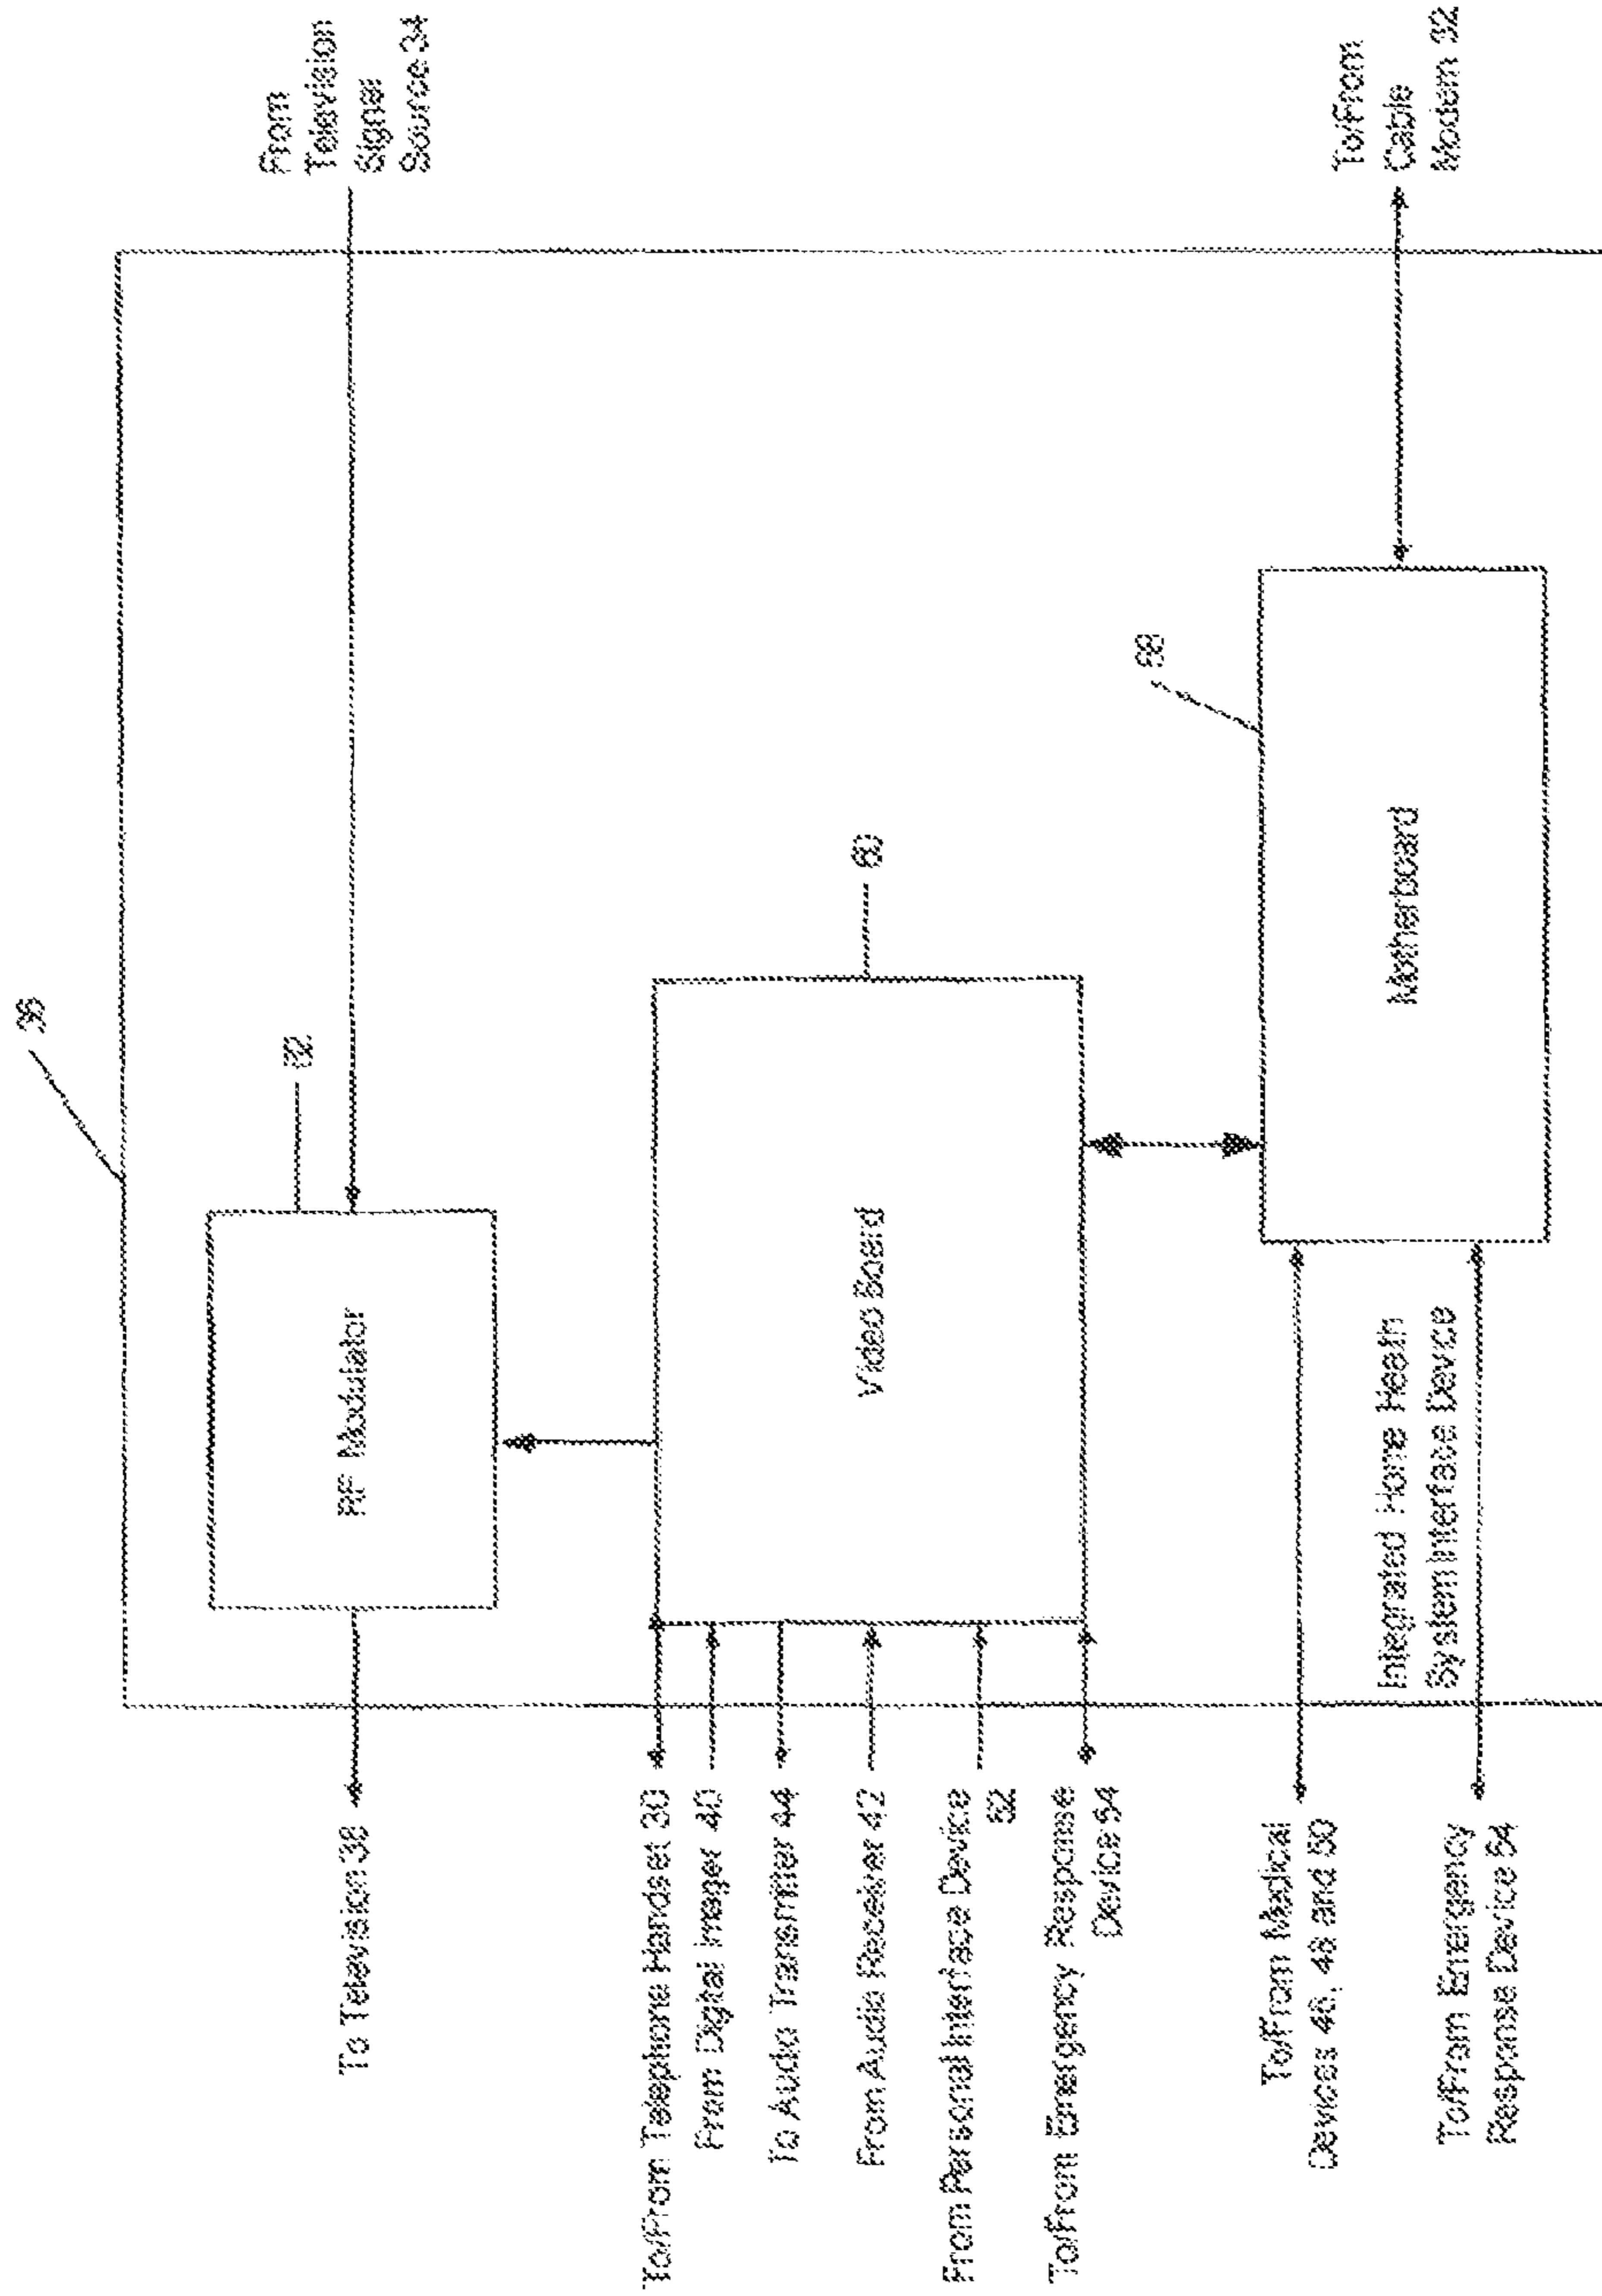 36
To Television 38
RF Modulator
62
From
Television
Signal
Source 34
To/From Telephone Handset 30
From Digital Imager 40
To Audio Transmitter 44
From Audio Receiver 42
From Personal Interface Device
52
To/From Emergency Response
Device 54
Video Board
60
58
To/From Medical
Devices 46, 48 and 50
To/From Emergency
Response Device 54
Integrated Home Health
System Interface Device
Motherboard
To/From
Cable
Modem 32